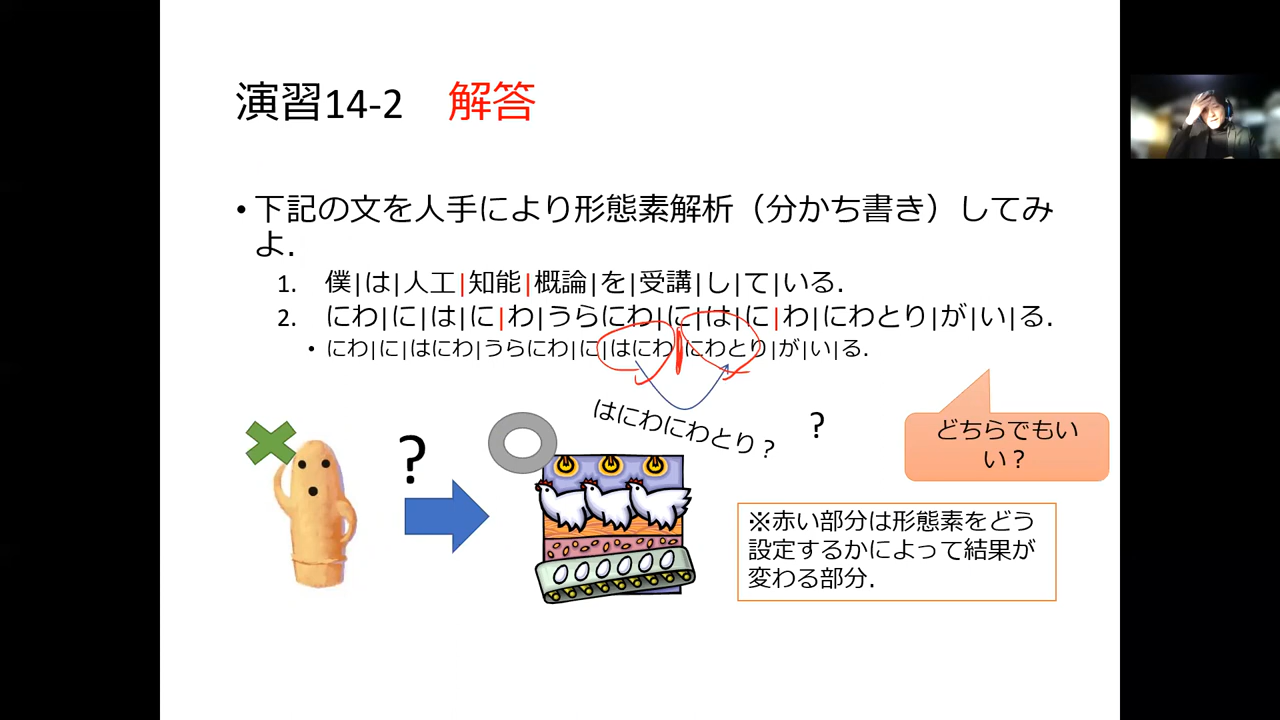 演習14-2 解答
• 下記の文を人手により形態素解析（分かち書き）してみ
よ.
1. 僕|は|人工|知能|概論|を|受講|し|て|いる.
2. にわ|に|は|に|わ|うらにわ|に|は|に|わ|にわとり|が|い|る.
• にわ|に|はにわ|うらにわ|に|はにわ|にわとり|が|い|る.
はにわにわとり？
?
?
どちらでもい
い？
※赤い部分は形態素をどう
設定するかによって結果が
変わる部分.